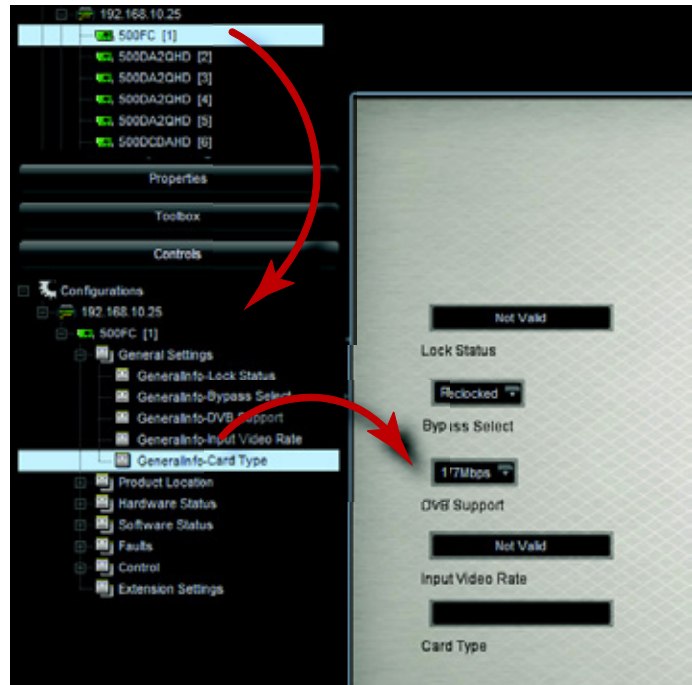 192.168.10.25
500FC [1]
500DA2QHD [2]
500DA2QHD [3]
500DA2QHD [4]
500DA2QHD [5]
500DCDAHD [6]
Properties
Toolbox
Controls
Configurations
192.168.10.25
500FC [1]
General Settings
GeneralInfo-Lock Status
GeneralInfo-Bypass Select
GeneralInfo-DVB Support
GeneralInfo-Input Video Rate
GeneralInfo-Card Type
Product Location
Hardware Status
Software Status
Faults
Control
Extension Settings
Not Valid
Lock Status
Reclocked
Bypass Select
Support
Not Valid
Input Video Rate
Card Type